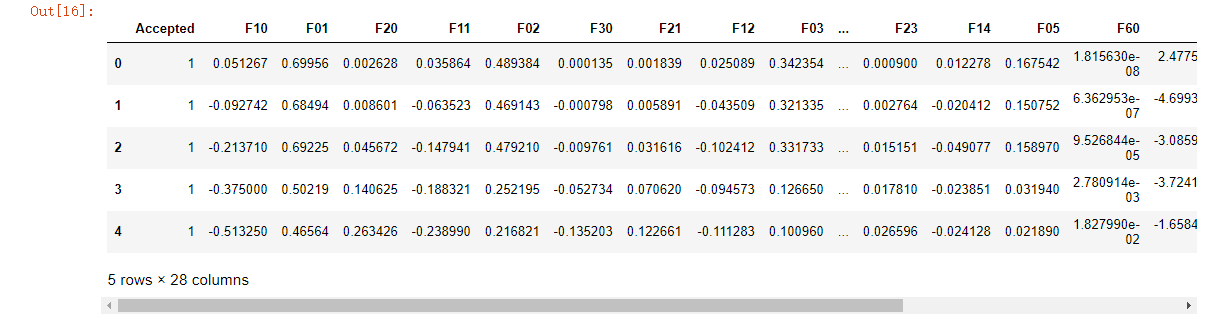 Out[16]:
Accepted F10 F01 F20 F11 F02 F30 F21 F12 F03 ... F23 F14 F05 F60
0 1 0.051267 0.69956 0.002628 0.035864 0.489384 0.000135 0.001839 0.025089 0.342354 ... 0.000900 0.012278 0.167542 1.815630e-08 2.4775
1 1 -0.092742 0.68494 0.008601 -0.063523 0.469143 -0.000798 0.005891 -0.043509 0.321335 ... 0.002764 -0.020412 0.150752 6.362953e-07 -4.6993
2 1 -0.213710 0.69225 0.045672 -0.147941 0.479210 -0.009761 0.031616 -0.102412 0.331733 ... 0.015151 -0.049077 0.158970 9.526844e-05 -3.0859
3 1 -0.375000 0.50219 0.140625 -0.188321 0.252195 -0.052734 0.070620 -0.094573 0.126650 ... 0.017810 -0.023851 0.031940 2.780914e-03 -3.7241
4 1 -0.513250 0.46564 0.263426 -0.238990 0.216821 -0.135203 0.122661 -0.111283 0.100960 ... 0.026596 -0.024128 0.021890 1.827990e-02 -1.6584
5 rows × 28 columns